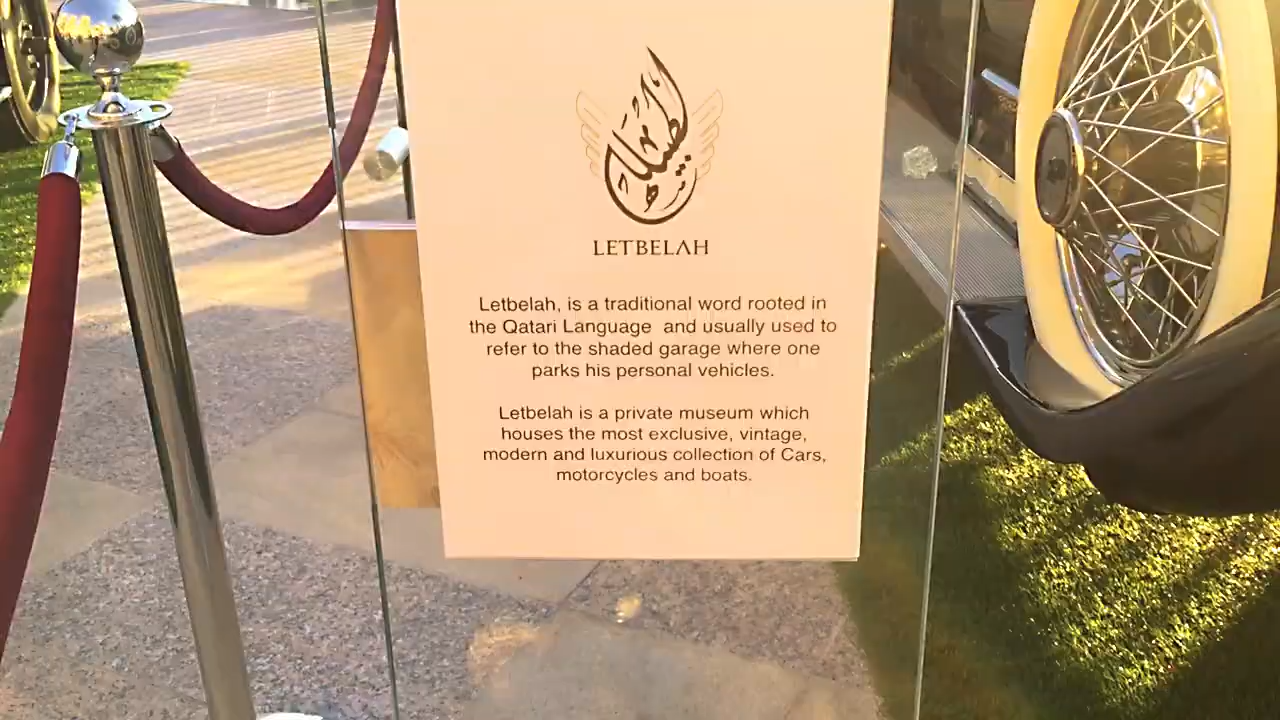 لطبيله
LETBELAH
Letbelah, is a traditional word rooted in
the Qatari Language and usually used to
refer to the shaded garage where one
parks his personal vehicles.
Letbelah is a private museum which
houses the most exclusive, vintage,
modern and luxurious collection of Cars,
motorcycles and boats.